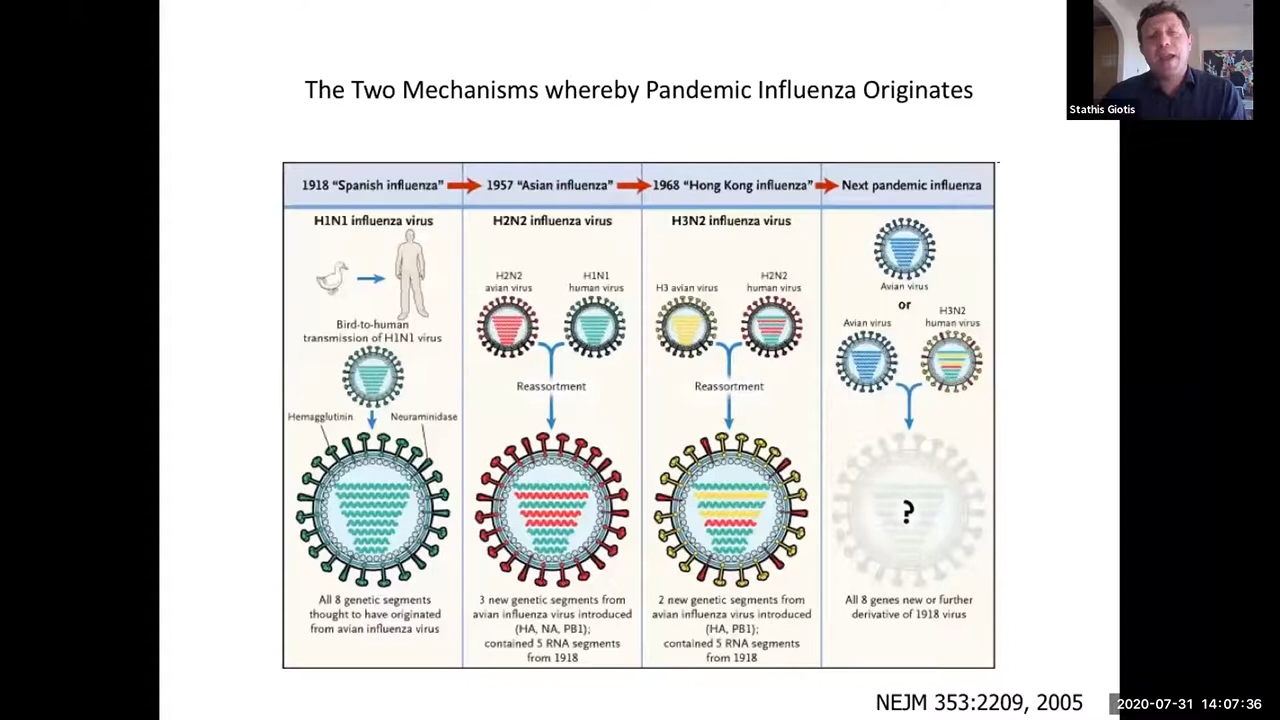 The Two Mechanisms whereby Pandemic Influenza Originates
Stathis Giotis
1918 “Spanish influenza”
1957 “Asian influenza”
1968 “Hong Kong influenza”
Next pandemic influenza
H1N1 influenza virus
Bird-to-human
transmission of H1N1 virus
Hemagglutinin
Neuraminidase
All 8 genetic segments
thought to have originated
from avian influenza virus
H2N2 influenza virus
H2N2
avian virus
H1N1
human virus
Reassortment
3 new genetic segments from
avian influenza virus introduced
(HA, NA, PB1);
contained 5 RNA segments
from 1918
H3N2 influenza virus
H3 avian virus
H2N2
human virus
Reassortment
2 new genetic segments from
avian influenza virus introduced
(HA, PB1);
contained 5 RNA segments
from 1918
Avian virus
or
Avian virus
H3N2
human virus
?
All 8 genes new or further
derivative of 1918 virus
NEJM 353:2209, 2005
2020-07-31 14:07:36